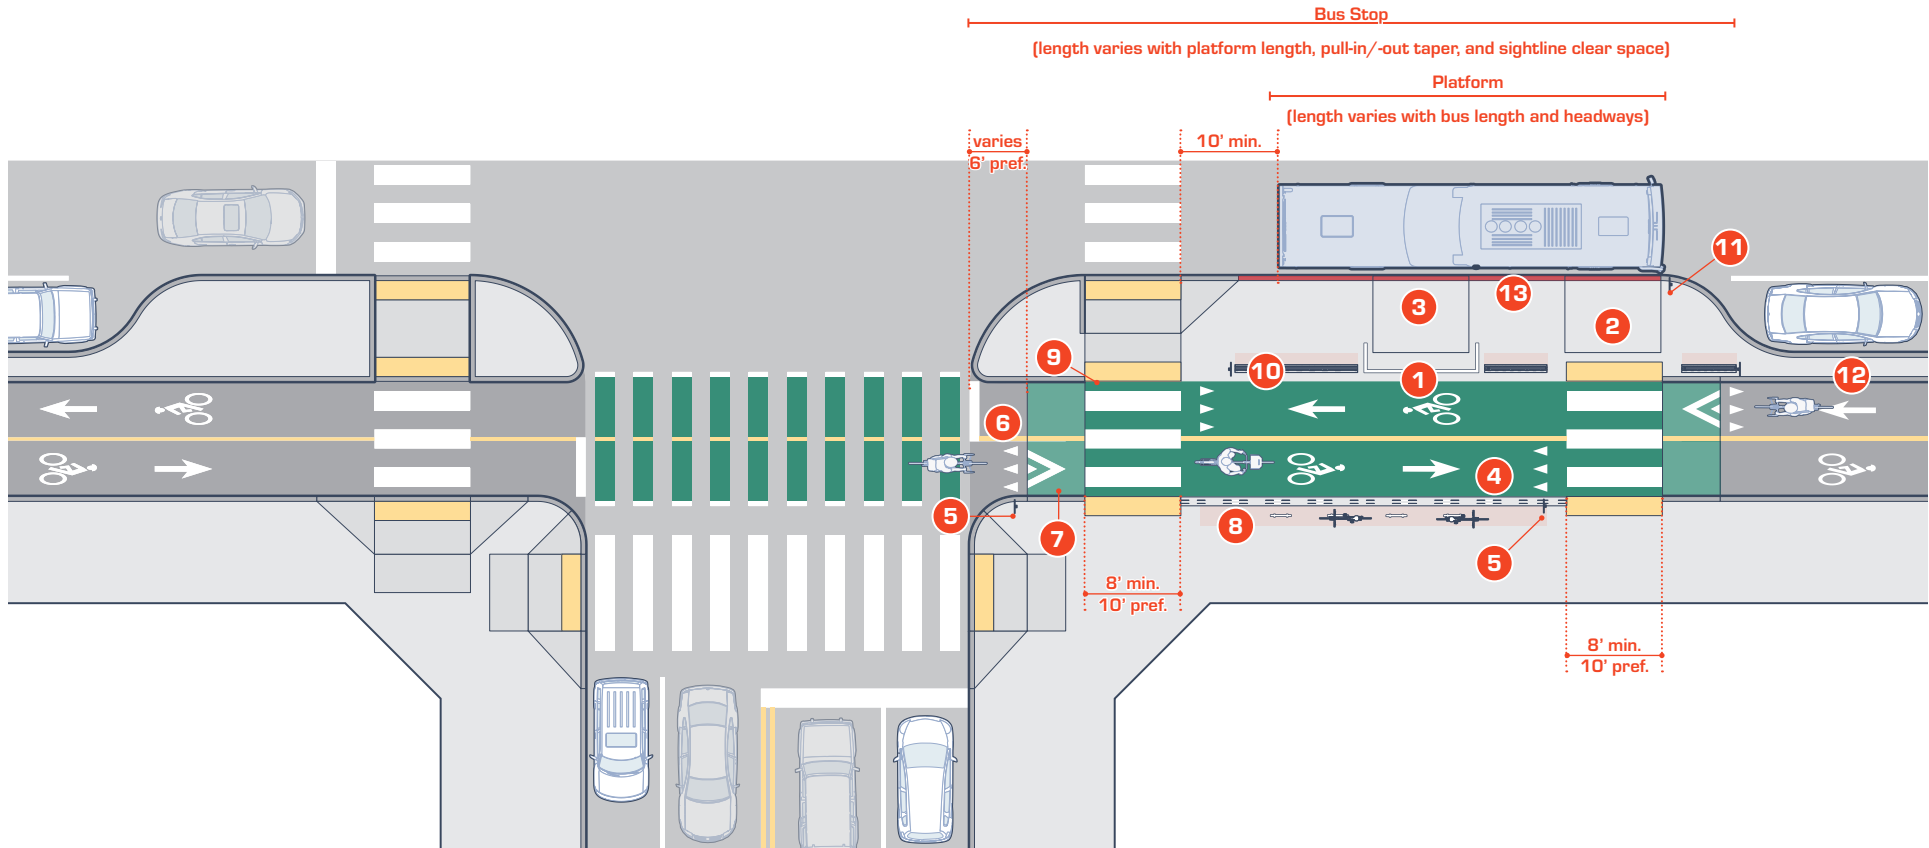 Bus Stop
(length varies with platform length, pull-in/-out taper, and sightline clear space)
Platform
(length varies with bus length and headways)
varies
6' pref.
10' min.
11
3
13
2
9
10
1
12
6
4
5
7
8
5
8' min.
10' pref.
8' min.
10' pref.